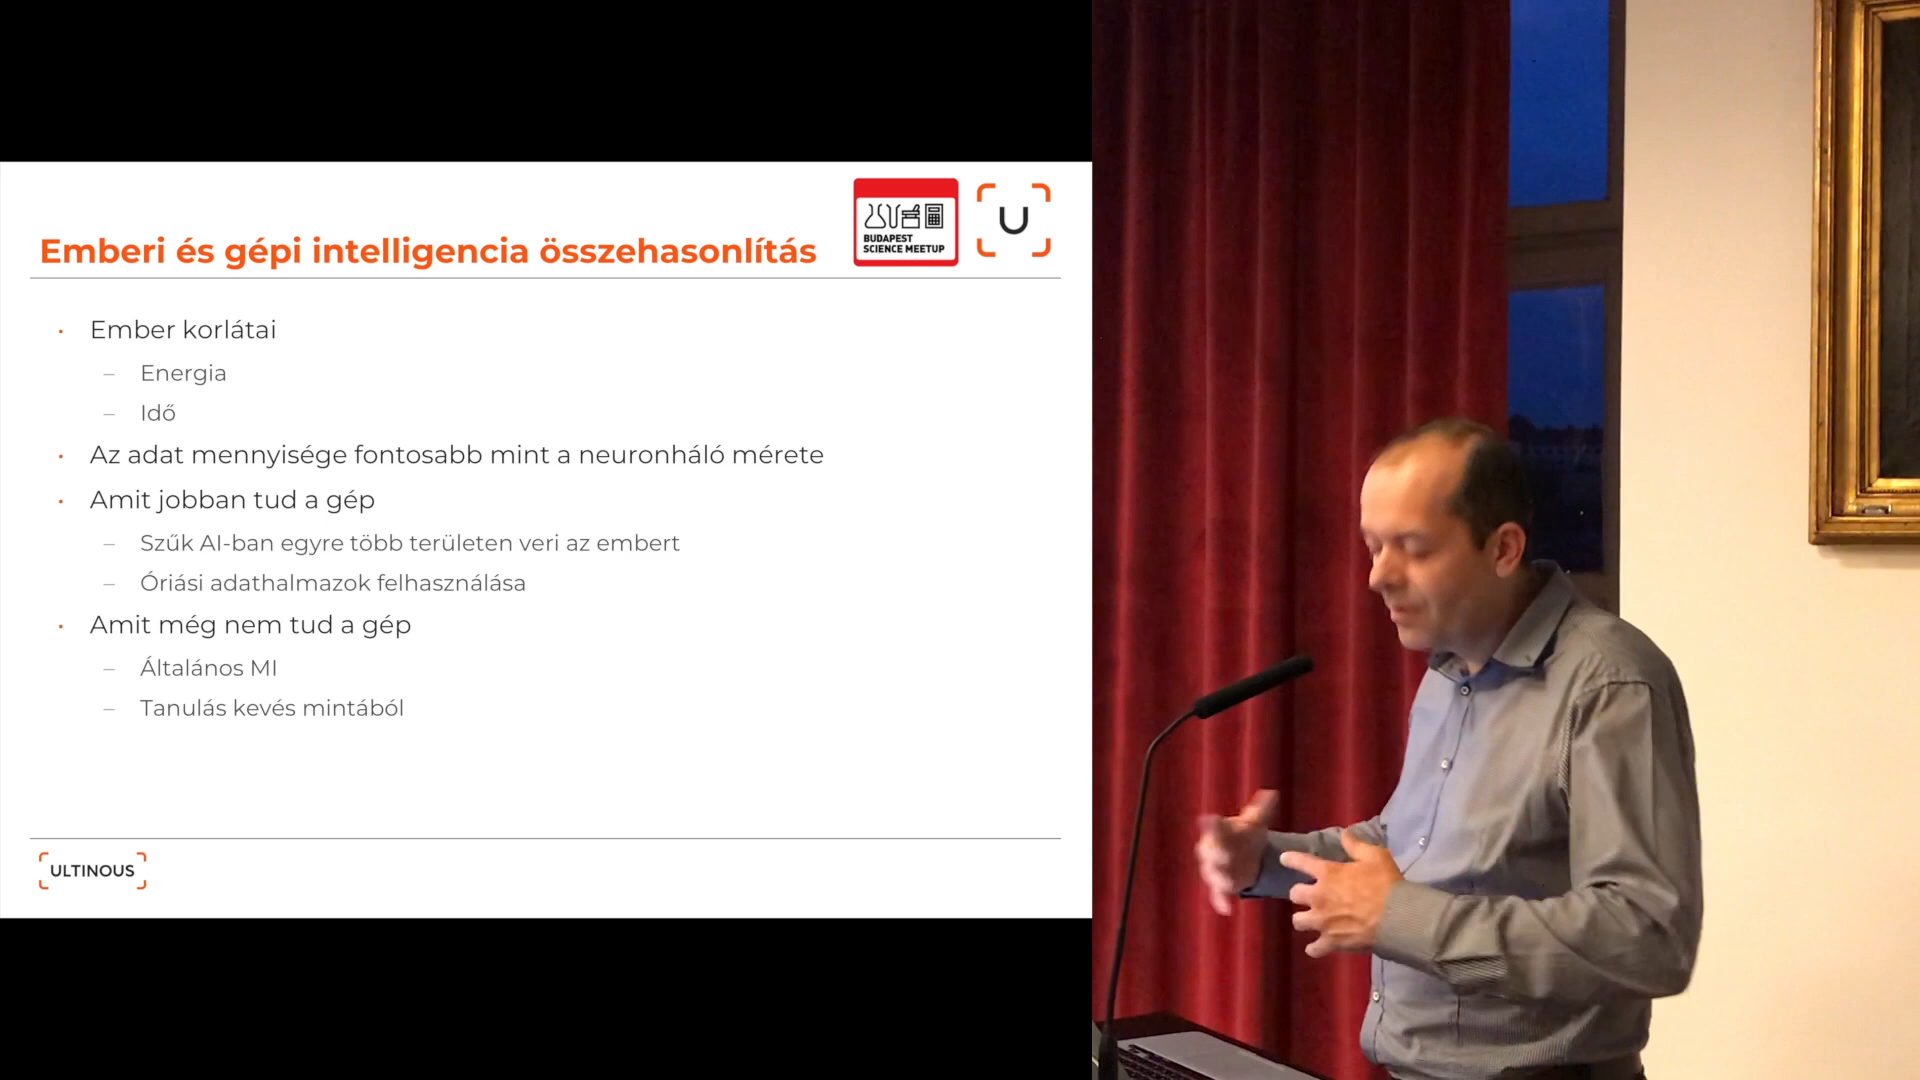 Emberi és gépi intelligencia összehasonlítás
BUDAPEST
SCIENCE MEETUP
U
Ember korlátai
Energia
Idő
Az adat mennyisége fontosabb mint a neuronháló mérete
Amit jobban tud a gép
Szűk AI-ban egyre több területen veri az embert
Óriási adathalmazok felhasználása
Amit még nem tud a gép
Általános MI
Tanulás kevés mintából
ULTINOUS